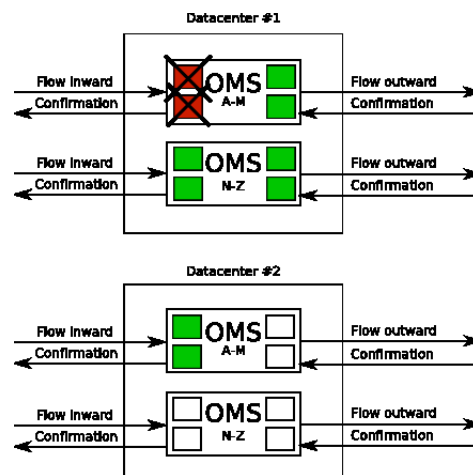 Datacenter #1
Flow Inward
Confirmation
OMS
A-M
Flow outward
Confirmation
Flow Inward
Confirmation
OMS
N-Z
Flow outward
Confirmation
Datacenter #2
Flow Inward
Confirmation
OMS
A-M
Flow outward
Confirmation
Flow Inward
Confirmation
OMS
N-Z
Flow outward
Confirmation